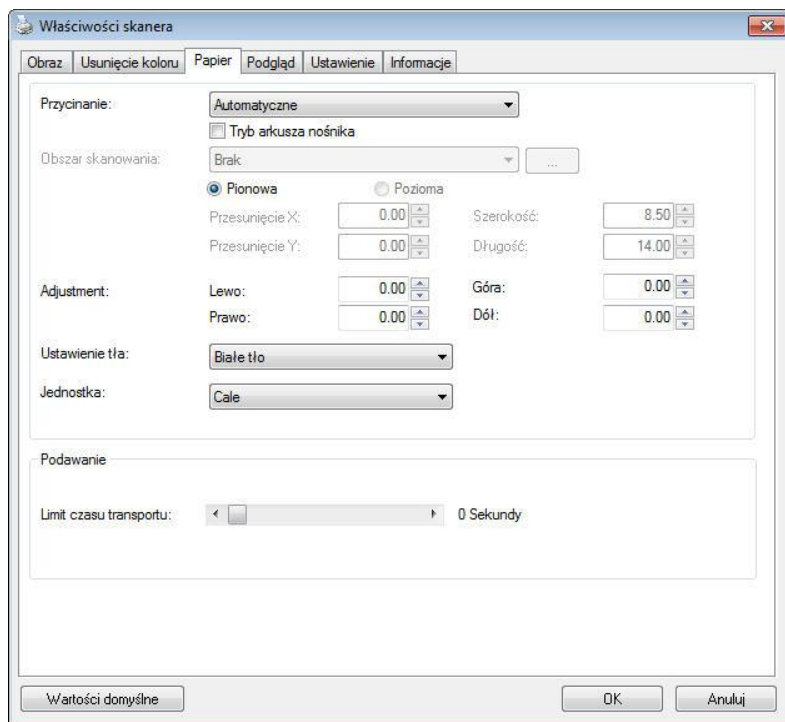 Właściwości skanera
Obraz Usunięcie koloru Papier Podgląd Ustawienie Informacje
Przycinanie: Automatyczne
Tryb arkusza nośnika
Obszar skanowania: Brak ...
Pionowa Pozioma
Przesunięcie X: 0.00 Szerokość: 8.50
Przesunięcie Y: 0.00 Długość: 14.00
Adjustment: Lewo: 0.00 Góra: 0.00
Prawo: 0.00 Dół: 0.00
Ustawienie tła: Białe tło
Jednostka: Cale
Podawanie
Limit czasu transportu: 0 Sekundy
Wartości domyślne OK Anuluj